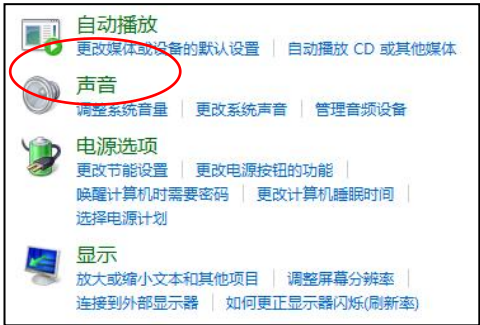 自动播放
更改媒体或设备的默认设置 | 自动播放 CD 或其他媒体
声音
调整系统音量 | 更改系统声音 | 管理音频设备
电源选项
更改节能设置 | 更改电源按钮的功能 |
唤醒计算机时需要密码 | 更改计算机睡眠时间 |
选择电源计划
显示
放大或缩小文本和其他项目 | 调整屏幕分辨率 |
连接到外部显示器 | 如何更正显示器闪烁(刷新率)